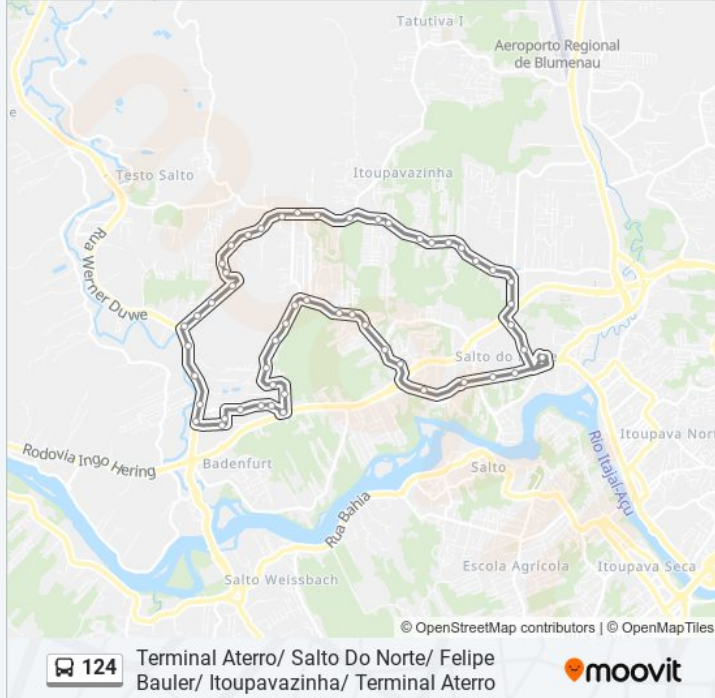 Tatutiva I
Aeroporto Regional
de Blumenau
e
Testo Salto
Itoupavazinha
Rua Werner Duwe
Salto do
e
Itoupava Nort
Rodovia Ingo Hering
Badenfurt
Salto
Rio Itajaí-Açu
Rua Bahia
Escola Agrícola
Itoupava Seca
Salto Weissbach
© OpenStreetMap contributors | © OpenMapTiles
124
Terminal Aterro/ Salto Do Norte/ Felipe
Bauler/ Itoupavazinha/ Terminal Aterro
moovit